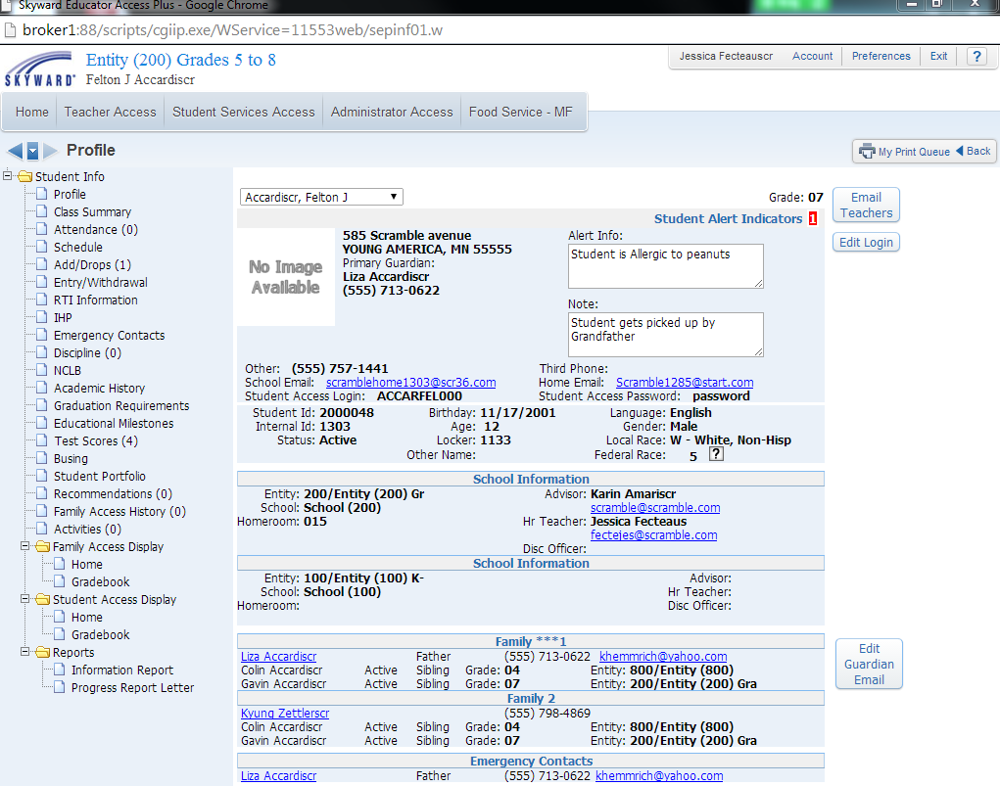 Skyward Educator Access Plus - Google Chrome
broker1:88/scripts/cgiip.exe/WService=11553web/sepinf01.w
SKYWARD
Entity (200) Grades 5 to 8
Felton J Accardiscr
Jessica Fecteauscr Account Preferences Exit ?
Home Teacher Access Student Services Access Administrator Access Food Service - MF
Profile
My Print Queue Back
Student Info
Profile
Class Summary
Attendance (0)
Schedule
Add/Drops (1)
Entry/Withdrawal
RTI Information
IHP
Emergency Contacts
Discipline (0)
NCLB
Academic History
Graduation Requirements
Educational Milestones
Test Scores (4)
Busing
Student Portfolio
Recommendations (0)
Family Access History (0)
Activities (0)
Family Access Display
Home
Gradebook
Student Access Display
Home
Gradebook
Reports
Information Report
Progress Report Letter
Accardiscr, Felton J
Grade: 07
Student Alert Indicators 1
No Image
Available
585 Scramble avenue
YOUNG AMERICA, MN 55555
Primary Guardian:
Liza Accardiscr
(555) 713-0622
Alert Info:
Student is Allergic to peanuts
Note:
Student gets picked up by
Grandfather
Other: (555) 757-1441 Third Phone:
School Email: scramblehome1303@scr36.com Home Email: Scramble1285@start.com
Student Access Login: ACCARFEL000 Student Access Password: password
Student Id: 2000048 Birthday: 11/17/2001 Language: English
Internal Id: 1303 Age: 12 Gender: Male
Status: Active Locker: 1133 Local Race: W - White, Non-Hisp
Other Name: Federal Race: 5 ?
School Information
Entity: 200/Entity (200) Gr Advisor: Karin Amariscr
School: School (200) scramble@scramble.com
Homeroom: 015 Hr Teacher: Jessica Fecteaus
fectejes@scramble.com
Disc Officer:
School Information
Entity: 100/Entity (100) K- Advisor:
School: School (100) Hr Teacher:
Homeroom: Disc Officer:
Family ***1
Liza Accardiscr Father (555) 713-0622 khemmrich@yahoo.com
Colin Accardiscr Active Sibling Grade: 04 Entity: 800/Entity (800)
Gavin Accardiscr Active Sibling Grade: 07 Entity: 200/Entity (200) Gra
Family 2
Kyung Zettlerscr (555) 798-4869
Colin Accardiscr Active Sibling Grade: 04 Entity: 800/Entity (800)
Gavin Accardiscr Active Sibling Grade: 07 Entity: 200/Entity (200) Gra
Emergency Contacts
Liza Accardiscr Father (555) 713-0622 khemmrich@yahoo.com
Email
Teachers
Edit Login
Edit
Guardian
Email